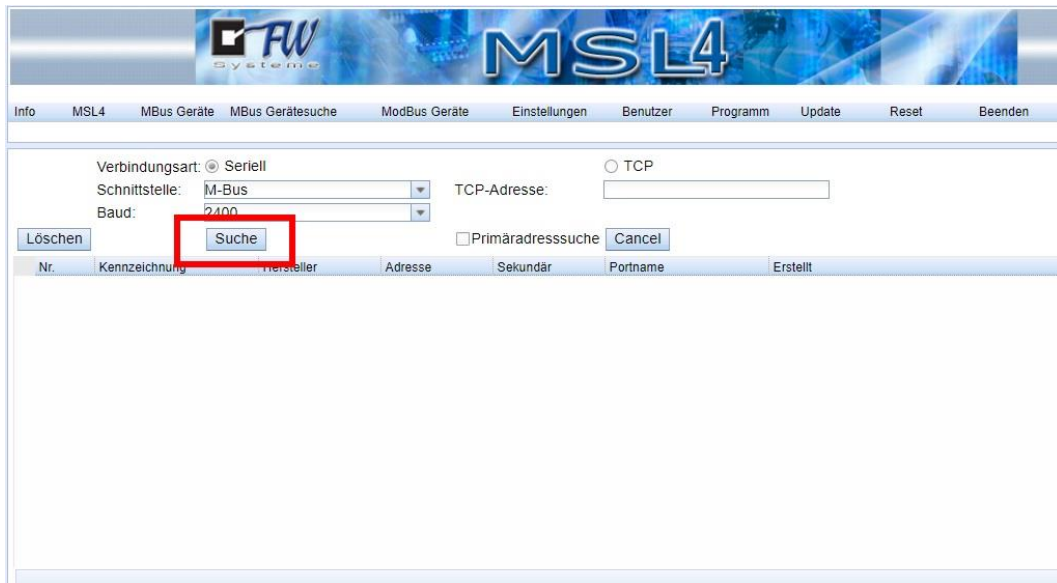 FW
Systeme
MSL4
Info MSL4 MBus Geräte MBus Gerätesuche ModBus Geräte Einstellungen Benutzer Programm Update Reset Beenden
Verbindungsart: Seriell TCP
Schnittstelle: M-Bus TCP-Adresse:
Baud: 2400
Löschen Suche Primäradresssuche Cancel
Nr. Kennzeichnung Hersteller Adresse Sekundär Portname Erstellt